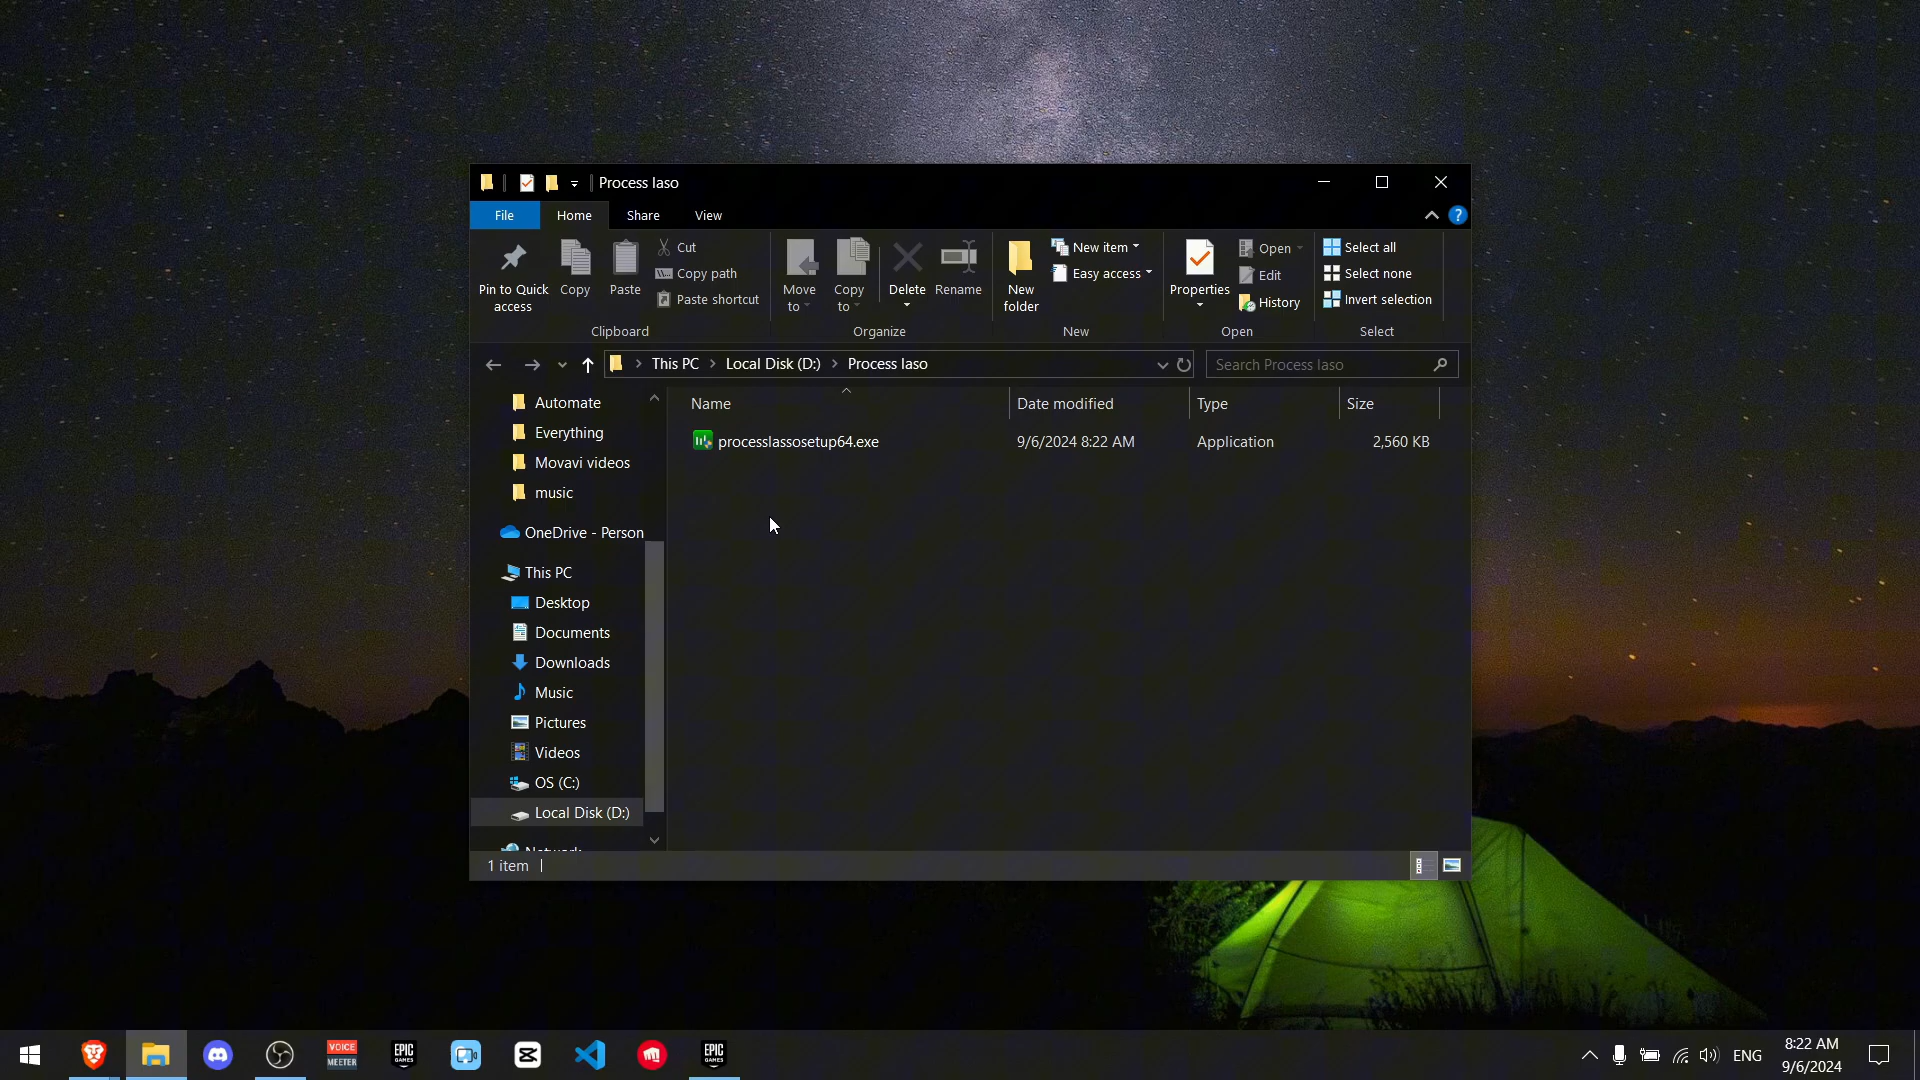 Process laso
File Home Share View
Pin to Quick access
Copy
Paste
Cut
Copy path
Paste shortcut
Clipboard
Move to
Copy to
Delete
Rename
Organize
New folder
New item
Easy access
New
Properties
Open
Edit
History
Open
Select all
Select none
Invert selection
Select
This PC > Local Disk (D:) > Process laso
Search Process laso
Automate
Everything
Movavi videos
music
OneDrive - Person
This PC
Desktop
Documents
Downloads
Music
Pictures
Videos
OS (C:)
Local Disk (D:)
Network
Name Date modified Type Size
processlassosetup64.exe 9/6/2024 8:22 AM Application 2,560 KB
1 item
VOICE
MEETER
EPIC
GAMES
EPIC
GAMES
ENG
8:22 AM
9/6/2024